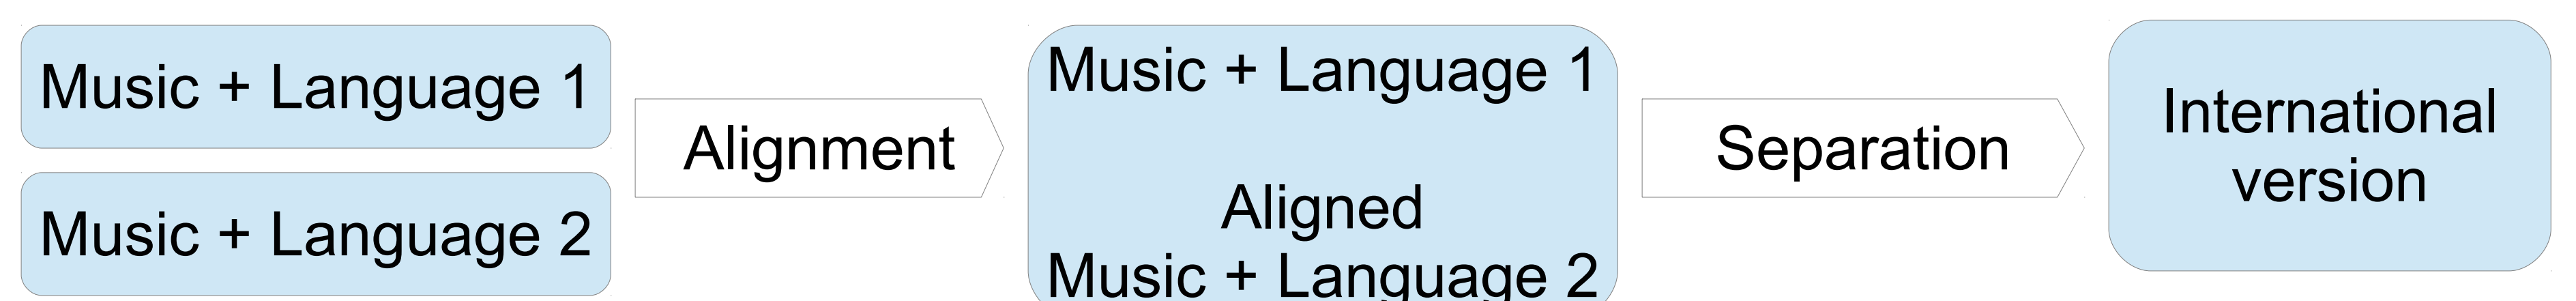 Music + Language 1
Music + Language 2
Alignment
Music + Language 1
Aligned
Music + Language 2
Separation
International
version